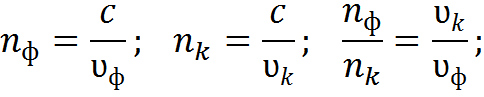 n_ф = c/υ_ф; n_k = c/υ_k; n_ф/n_k = υ_k/υ_ф;